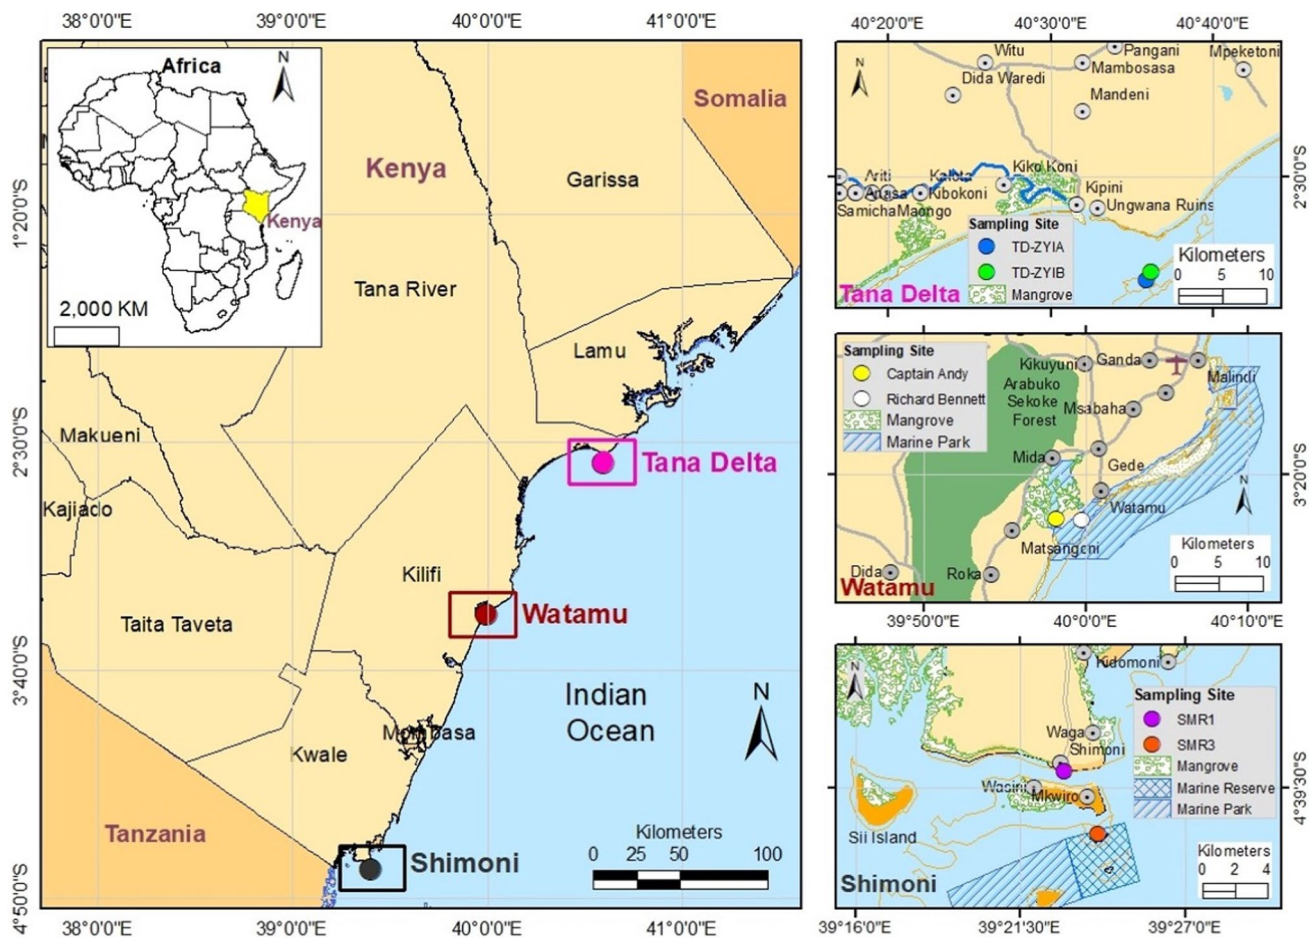 38°0'0"E 39°0'0"E 40°0'0"E 41°0'0"E
Africa
N
Kenya
2,000 KM
Somalia
Kenya
Garissa
Tana River
Lamu
Makueni
Kajiado
Tana Delta
Kilifi
Taita Taveta
Watamu
Indian
Ocean
N
Mombasa
Kwale
Tanzania
Shimoni
Kilometers
0 25 50 100
1°20'0"S
2°30'0"S
3°40'0"S
4°50'0"S
38°0'0"E 39°0'0"E 40°0'0"E 41°0'0"E
40°20'0"E 40°30'0"E 40°40'0"E
N
Witu
Pangani
Mpeketoni
Mambosasa
Dida Waredi
Mandeni
Kiko Koni
Ariti
Kalota
Anasa
Kibokoni
Kipini
Samicha
Maongo
Ungwana Ruins
Sampling Site
TD-ZYIA
TD-ZYIB
Mangrove
Kilometers
0 5 10
Tana Delta
2°30'0"S
Sampling Site
Captain Andy
Richard Bennett
Mangrove
Marine Park
Kikuyuni
Ganda
Malindi
Arabuko
Sekoke
Forest
Msabaha
Mida
Gede
Watamu
N
Matsangoni
Kilometers
0 5 10
Dida
Roka
Watamu
3°20'0"S
39°50'0"E 40°0'0"E 40°10'0"E
N
Kidomoni
Sampling Site
SMR1
SMR3
Mangrove
Marine Reserve
Marine Park
Waga
Shimoni
Wasini
Mkwiro
Sii Island
Kilometers
0 2 4
Shimoni
4°39'30"S
39°16'0"E 39°21'30"E 39°27'0"E